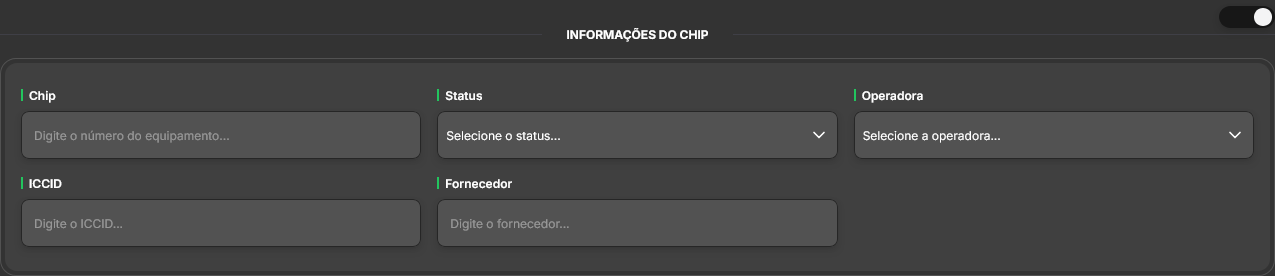 INFORMAÇÕES DO CHIP
Chip
Status
Operadora
Digite o número do equipamento...
Selecione o status...
Selecione a operadora...
ICCID
Fornecedor
Digite o ICCID...
Digite o fornecedor...